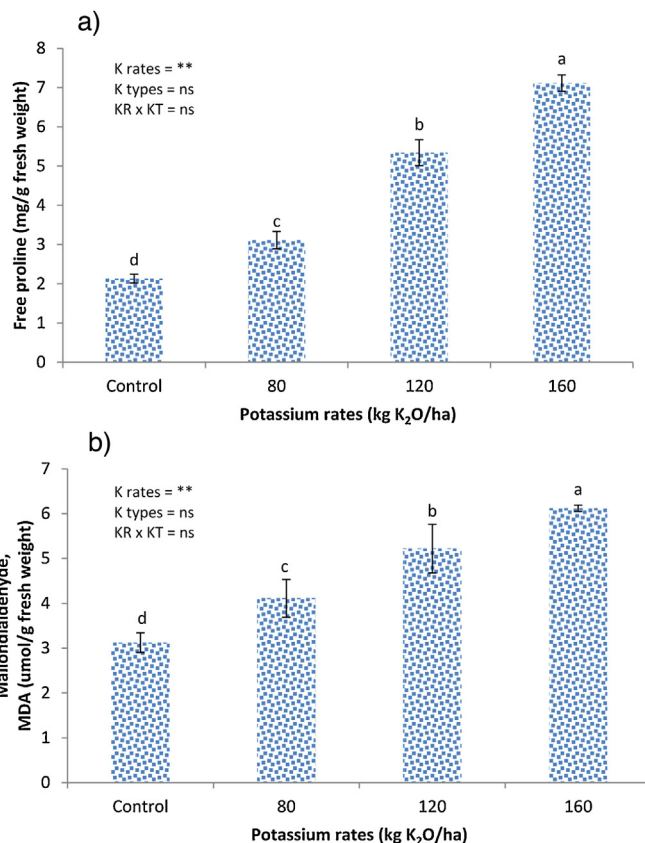 a)
8
7
6
5
4
3
2
1
0
Free proline (mg/g fresh weight)
K rates = **
K types = ns
KR x KT = ns
d
c
b
a
Control 80 120 160
Potassium rates (kg K₂O/ha)
b)
7
6
5
4
3
2
1
0
Mallondialdehyde,
MDA (umol/g fresh weight)
K rates = **
K types = ns
KR x KT = ns
d
c
b
a
Control 80 120 160
Potassium rates (kg K₂O/ha)